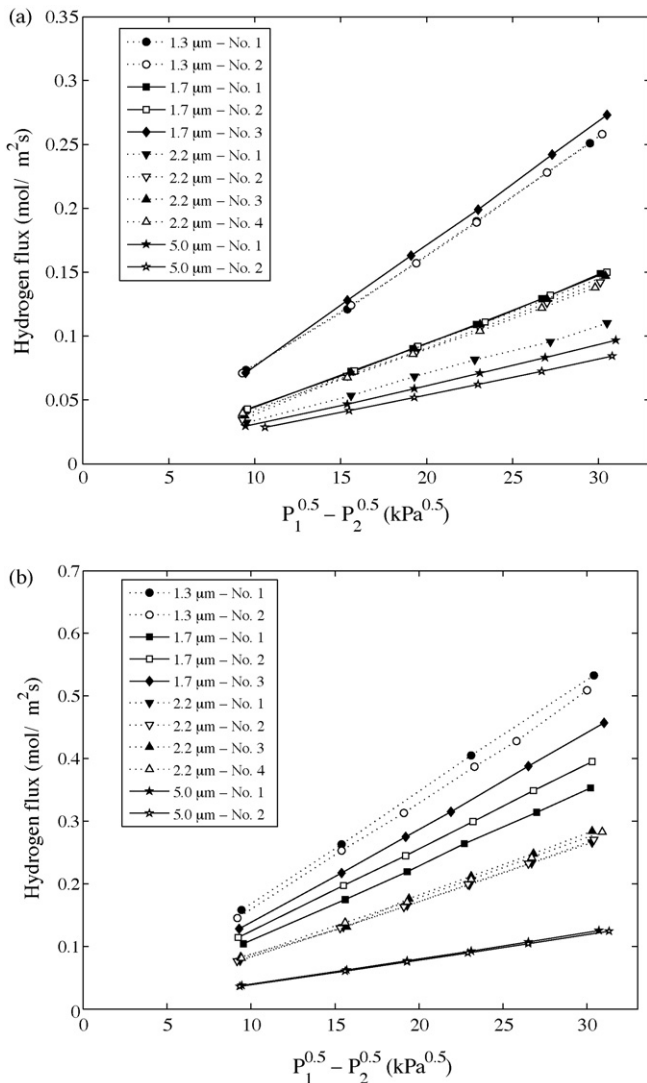 (a)
0.35
0.3
0.25
0.2
0.15
0.1
0.05
0
Hydrogen flux (mol/ m²s)
1.3 μm – No. 1
1.3 μm – No. 2
1.7 μm – No. 1
1.7 μm – No. 2
1.7 μm – No. 3
2.2 μm – No. 1
2.2 μm – No. 2
2.2 μm – No. 3
2.2 μm – No. 4
5.0 μm – No. 1
5.0 μm – No. 2
0 5 10 15 20 25 30
P₁^0.5 – P₂^0.5 (kPa^0.5)
(b)
0.7
0.6
0.5
0.4
0.3
0.2
0.1
0
Hydrogen flux (mol/ m²s)
1.3 μm – No. 1
1.3 μm – No. 2
1.7 μm – No. 1
1.7 μm – No. 2
1.7 μm – No. 3
2.2 μm – No. 1
2.2 μm – No. 2
2.2 μm – No. 3
2.2 μm – No. 4
5.0 μm – No. 1
5.0 μm – No. 2
0 5 10 15 20 25 30
P₁^0.5 – P₂^0.5 (kPa^0.5)